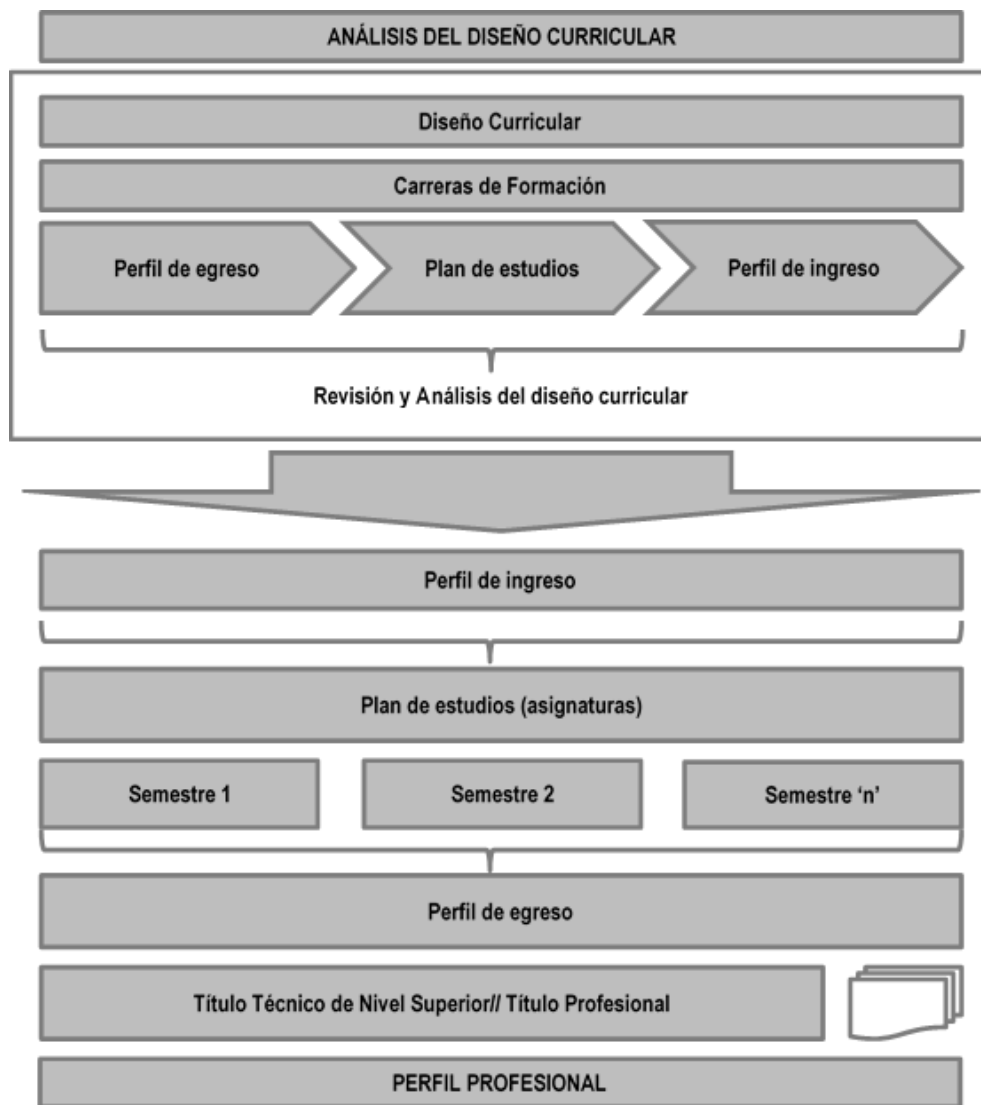 ANÁLISIS DEL DISEÑO CURRICULAR
Diseño Curricular
Carreras de Formación
Perfil de egreso
Plan de estudios
Perfil de ingreso
Revisión y Análisis del diseño curricular
Perfil de ingreso
Plan de estudios (asignaturas)
Semestre 1
Semestre 2
Semestre ‘n’
Perfil de egreso
Título Técnico de Nivel Superior// Título Profesional
PERFIL PROFESIONAL